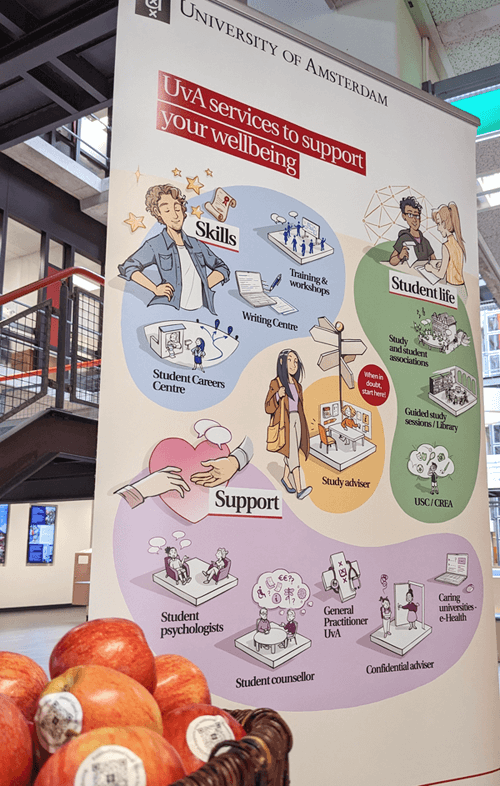 UNIVERSITY OF AMSTERDAM
UvA services to support
your wellbeing
Skills
Training &
workshops
Writing Centre
Student Careers
Centre
Student life
Study
and student
associations
Guided study
sessions / Library
USC / CREA
When in
doubt,
start here!
Study adviser
Support
Student
psychologists
€€?!
Student counsellor
General
Practitioner
UvA
Confidential adviser
Caring
universities -
e-Health